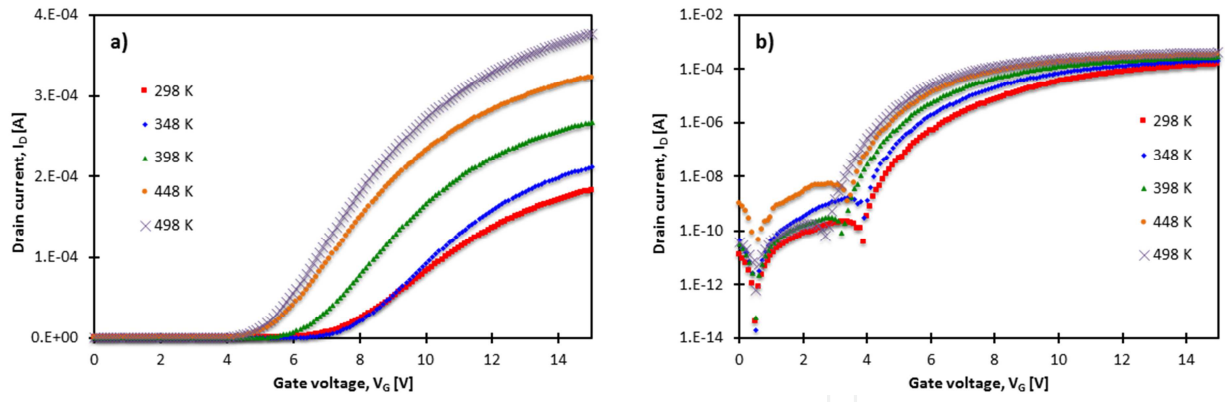 a)
4.E-04
3.E-04
2.E-04
1.E-04
0.E+00
Drain current, ID [A]
298 K
348 K
398 K
448 K
498 K
0 2 4 6 8 10 12 14
Gate voltage, VG [V]
b)
1.E-02
1.E-04
1.E-06
1.E-08
1.E-10
1.E-12
1.E-14
Drain current, ID [A]
298 K
348 K
398 K
448 K
498 K
0 2 4 6 8 10 12 14
Gate voltage, VG [V]